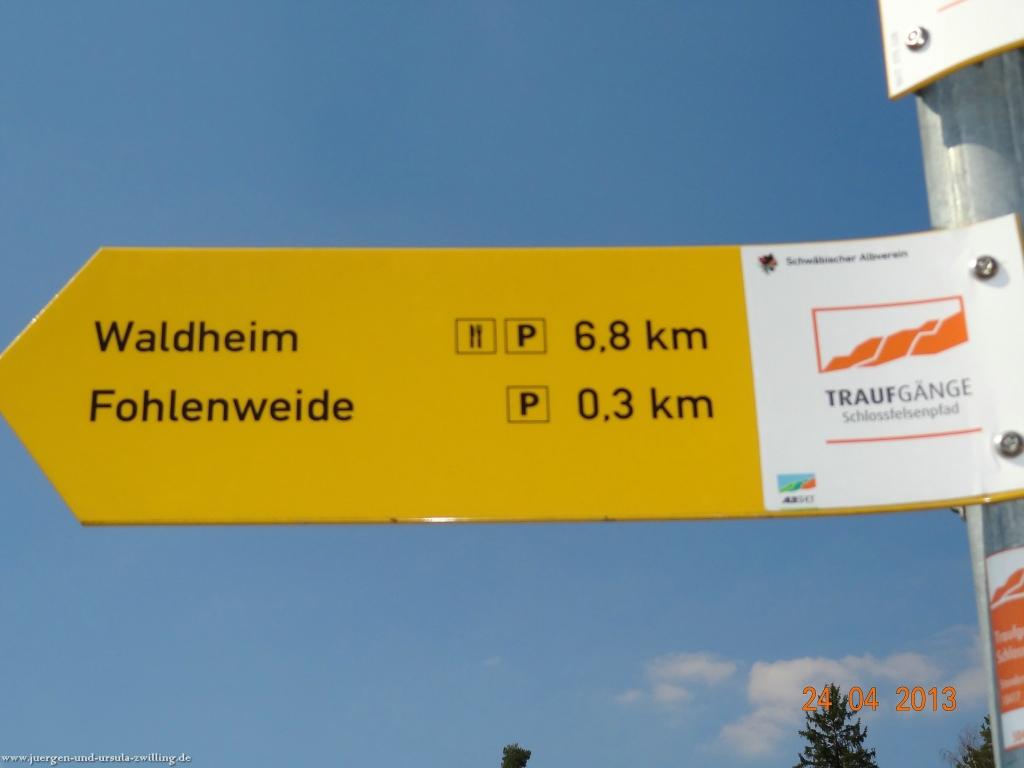 Schwäbischer Albverein
Waldheim P 6,8 km
Fohlenweide P 0,3 km
TRAUFGÄNGE
Schlossfelsenpfad
24 04 2013
www.juergen-und-ursula-zwilling.de